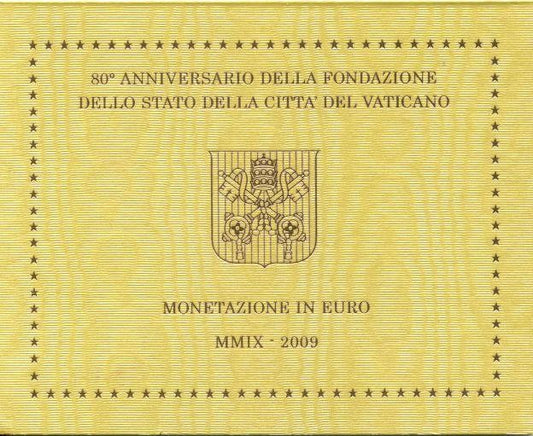 80° ANNIVERSARIO DELLA FONDAZIONE
DELLO STATO DELLA CITTA' DEL VATICANO
MONETAZIONE IN EURO
MMIX - 2009